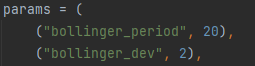 params = (
("bollinger_period", 20),
("bollinger_dev", 2),